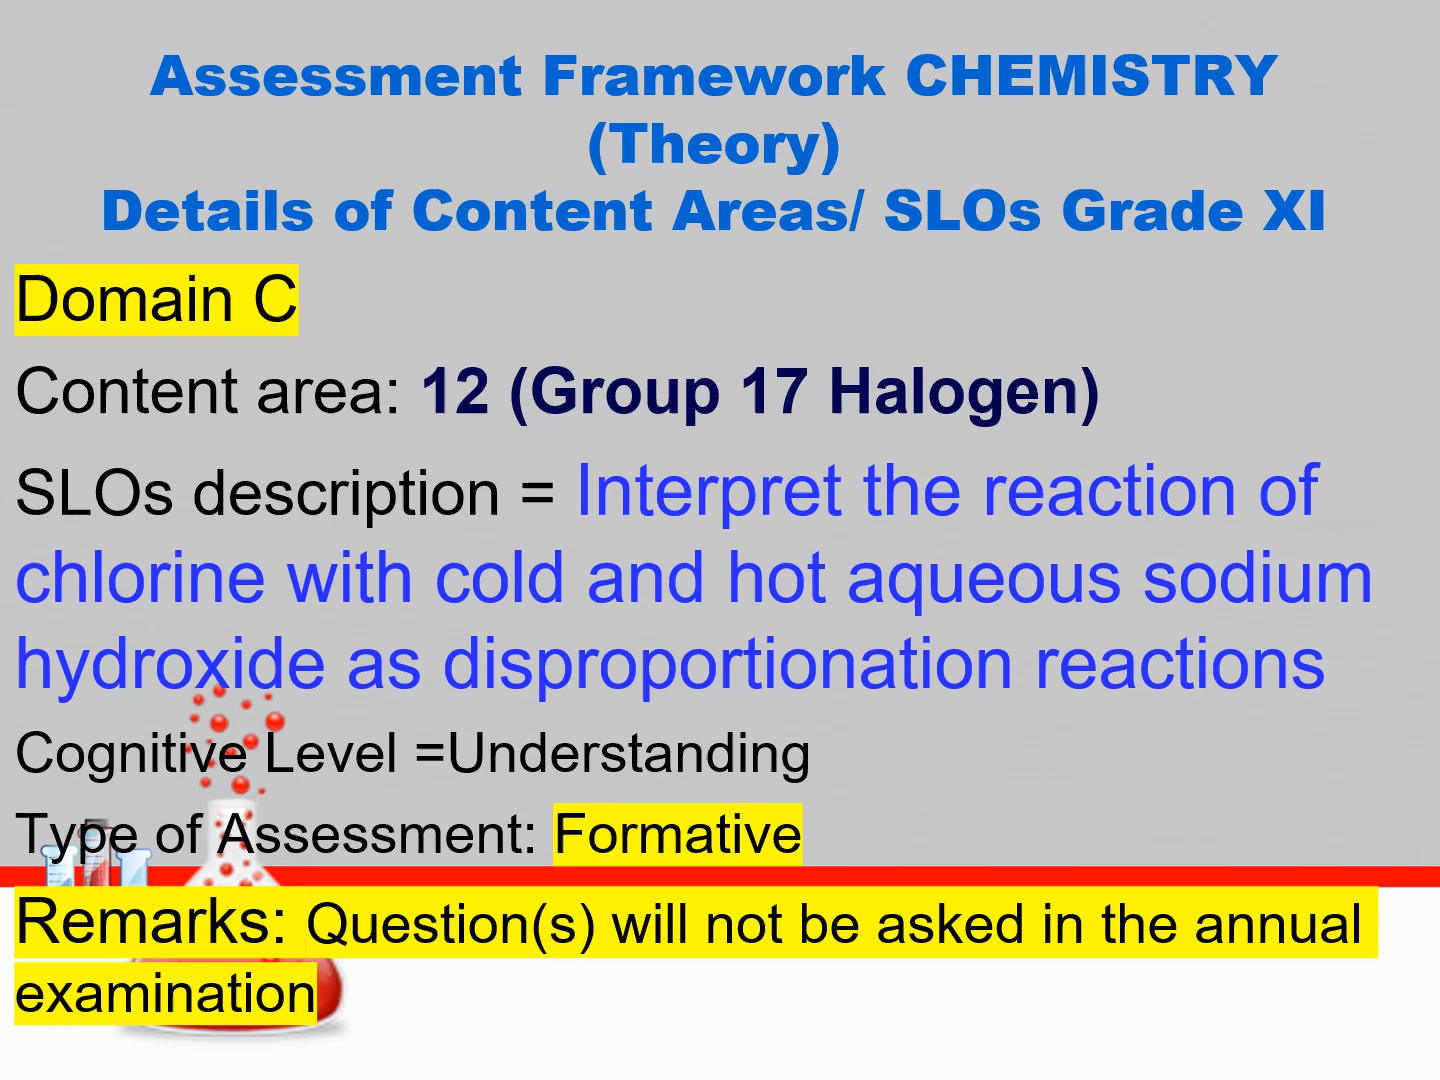 Assessment Framework CHEMISTRY
(Theory)
Details of Content Areas/ SLOs Grade XI
Domain C
Content area: 12 (Group 17 Halogen)
SLOs description = Interpret the reaction of
chlorine with cold and hot aqueous sodium
hydroxide as disproportionation reactions
Cognitive Level =Understanding
Type of Assessment: Formative
Remarks: Question(s) will not be asked in the annual
examination